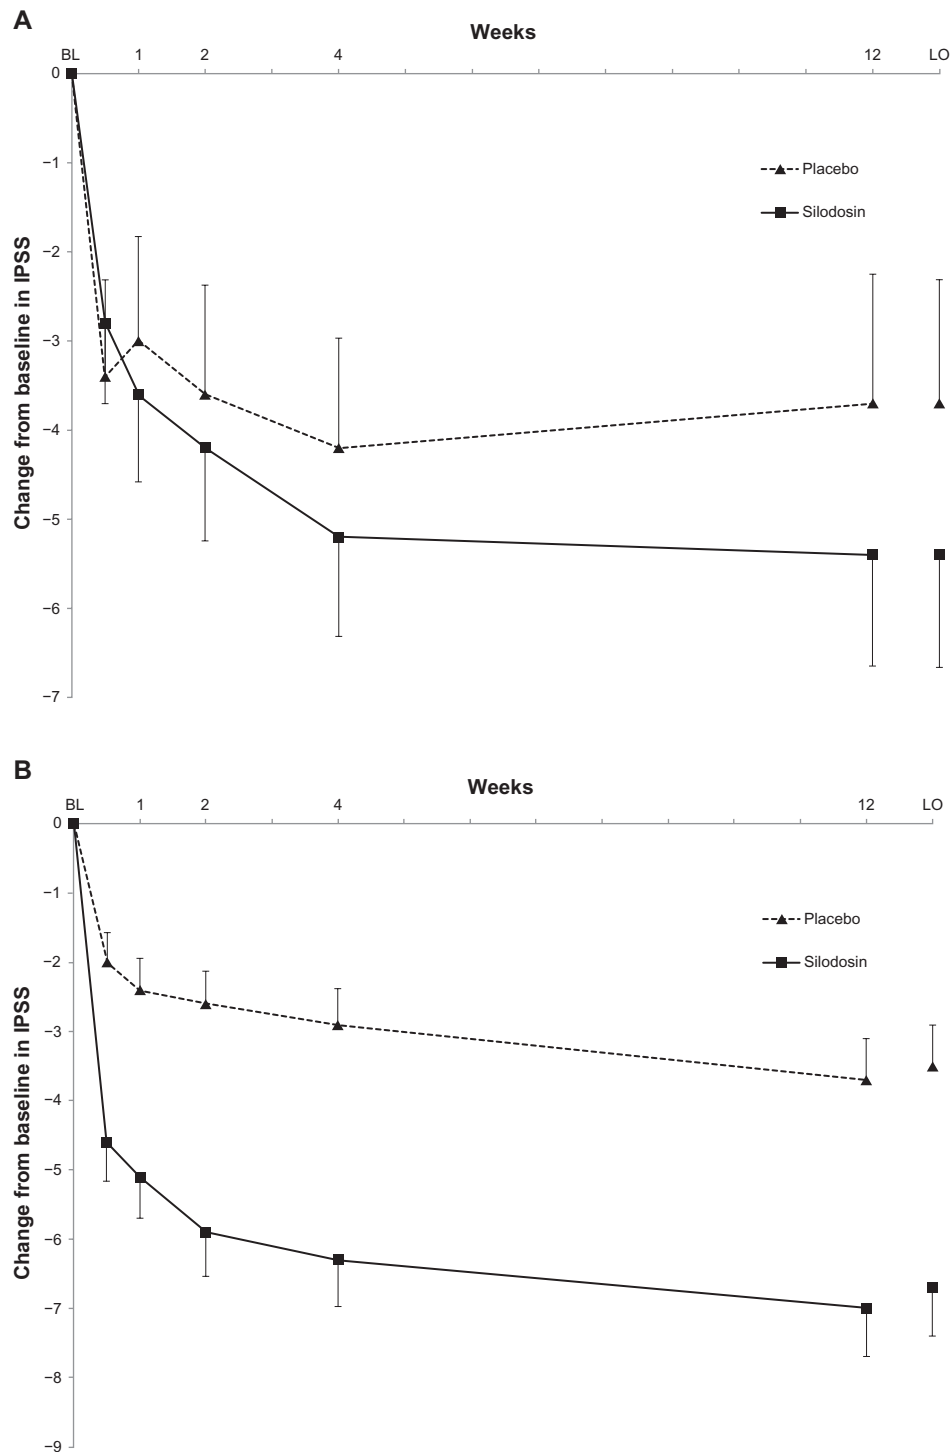 A
Weeks
BL 1 2 4 12 LO
0
−1
−2
−3
−4
−5
−6
−7
Change from baseline in IPSS
Placebo
Silodosin
B
Weeks
BL 1 2 4 12 LO
0
−1
−2
−3
−4
−5
−6
−7
−8
−9
Change from baseline in IPSS
Placebo
Silodosin